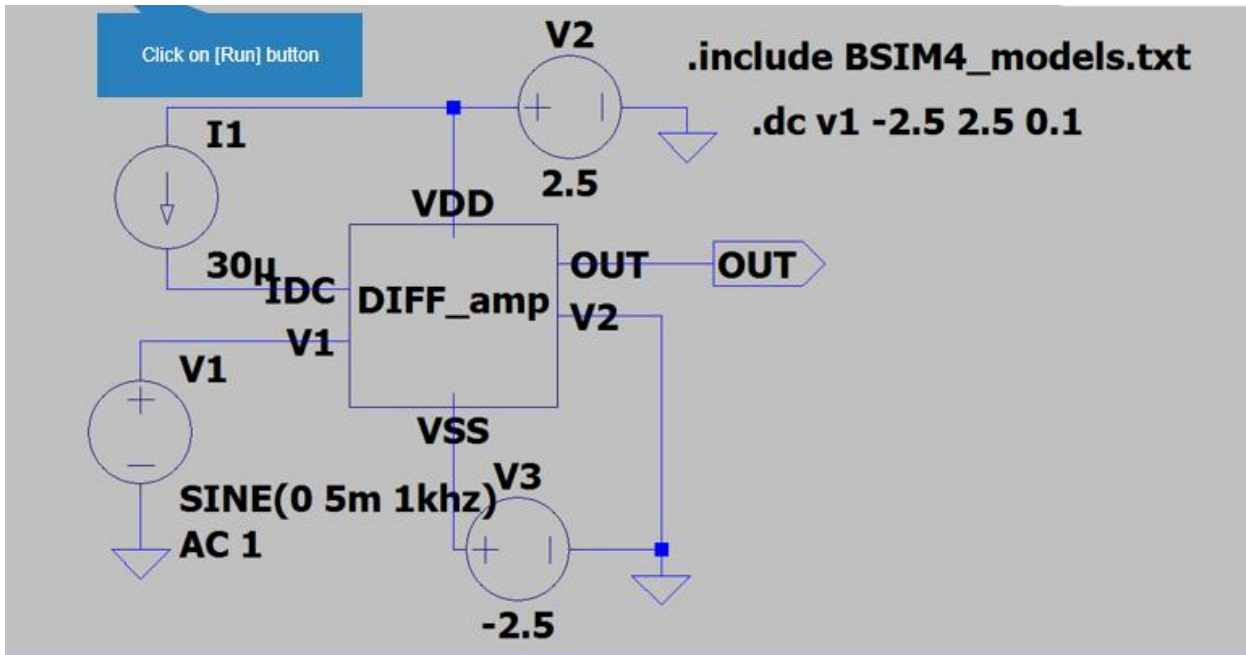 Click on [Run] button
V2
.include BSIM4_models.txt
.dc v1 -2.5 2.5 0.1
I1
2.5
VDD
30µ
IDC
DIFF_amp
OUT
OUT
V2
V1
V1
VSS
V3
SINE(0 5m 1khz)
AC 1
-2.5